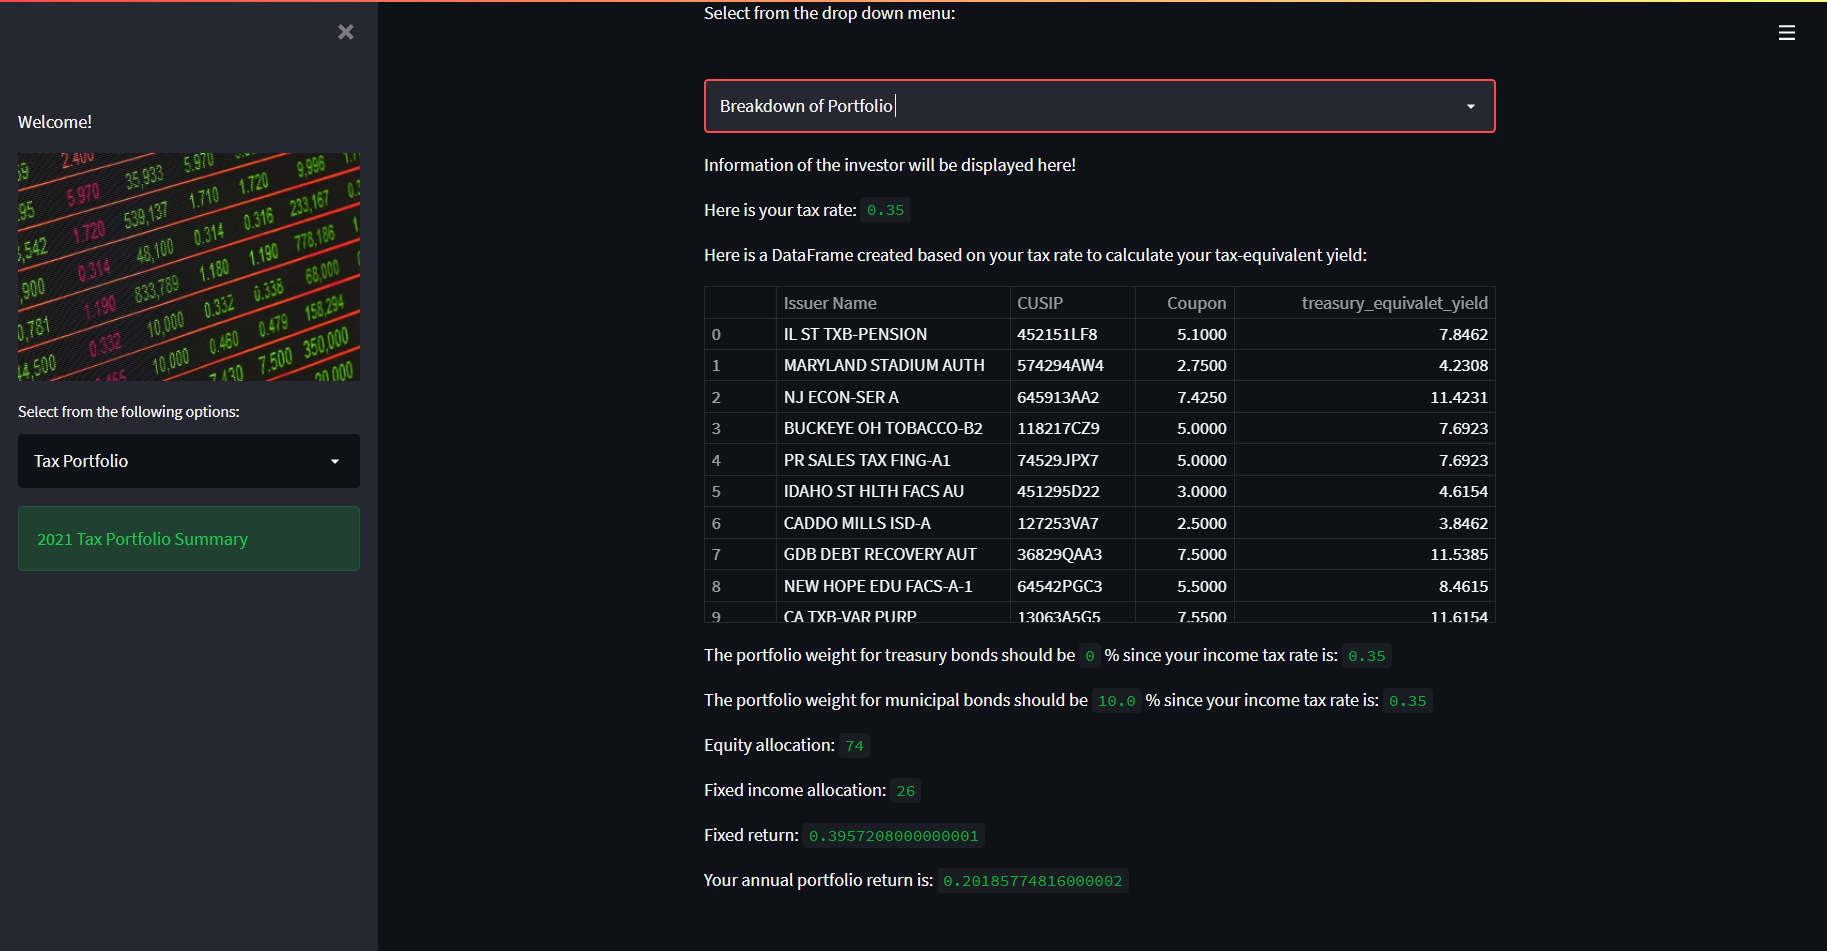 Welcome!
69 2.400 5.970 9,996
5.970 35,933 1.720
95 539,137 1.710 233,167
1.720 0.316
,542 48,100 0.314 778,186
0.314 1.190
,900 1.180 68,000
1.190 833,789 0.338
0,781 0.332 158,294
0.332 10,000 0.479
44,500 0.460 350,000
10,000 7.500
7.430 20,000
Select from the following options:
Tax Portfolio
2021 Tax Portfolio Summary
Select from the drop down menu:
Breakdown of Portfolio
Information of the investor will be displayed here!
Here is your tax rate: 0.35
Here is a DataFrame created based on your tax rate to calculate your tax-equivalent yield:
Issuer Name CUSIP Coupon treasury_equivalet_yield
0 IL ST TXB-PENSION 452151LF8 5.1000 7.8462
1 MARYLAND STADIUM AUTH 574294AW4 2.7500 4.2308
2 NJ ECON-SER A 645913AA2 7.4250 11.4231
3 BUCKEYE OH TOBACCO-B2 118217CZ9 5.0000 7.6923
4 PR SALES TAX FING-A1 74529JPX7 5.0000 7.6923
5 IDAHO ST HLTH FACS AU 451295D22 3.0000 4.6154
6 CADDO MILLS ISD-A 127253VA7 2.5000 3.8462
7 GDB DEBT RECOVERY AUT 36829QAA3 7.5000 11.5385
8 NEW HOPE EDU FACS-A-1 64542PGC3 5.5000 8.4615
9 CA TXB-VAR PURP 13063A5G5 7.5500 11.6154
The portfolio weight for treasury bonds should be 0 % since your income tax rate is: 0.35
The portfolio weight for municipal bonds should be 10.0 % since your income tax rate is: 0.35
Equity allocation: 74
Fixed income allocation: 26
Fixed return: 0.3957208000000001
Your annual portfolio return is: 0.20185774816000002